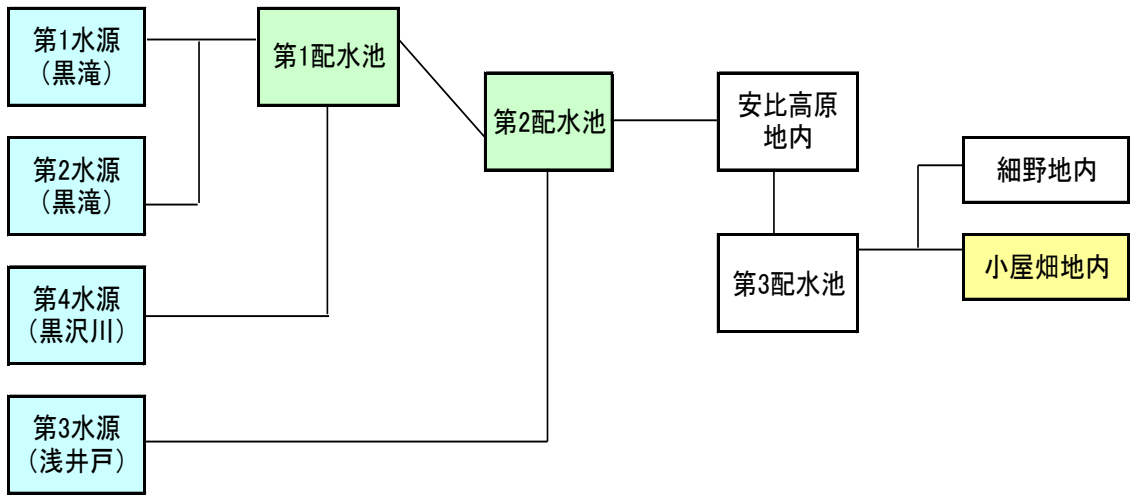 第1水源
（黒滝）
第2水源
（黒滝）
第4水源
（黒沢川）
第3水源
（浅井戸）
第1配水池
第2配水池
安比高原
地内
第3配水池
細野地内
小屋畑地内